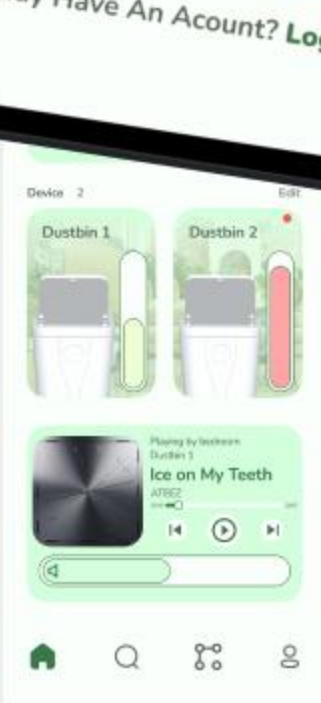 Have An Acount? Log
Device 2
Edit
Dustbin 1
Dustbin 2
Playing by bedroom
Dustbin 1
Ice on My Teeth
ATEEZ